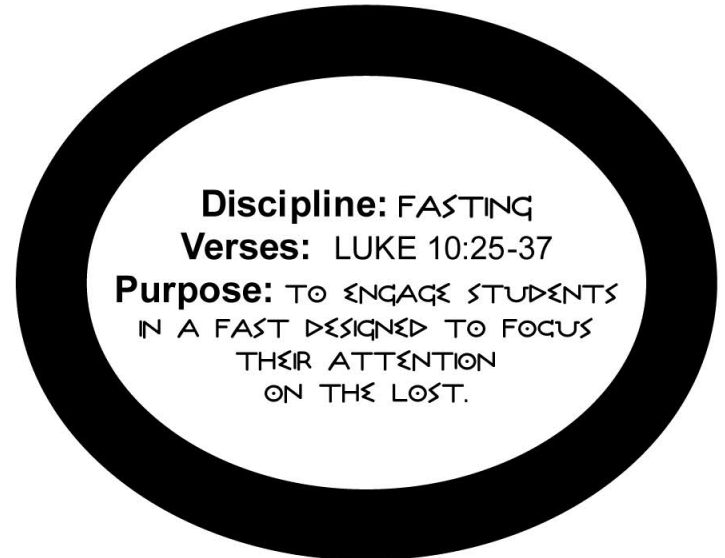 Discipline: FASTING
Verses: LUKE 10:25-37
Purpose: TO ENGAGE STUDENTS
IN A FAST DESIGNED TO FOCUS
THEIR ATTENTION
ON THE LOST.